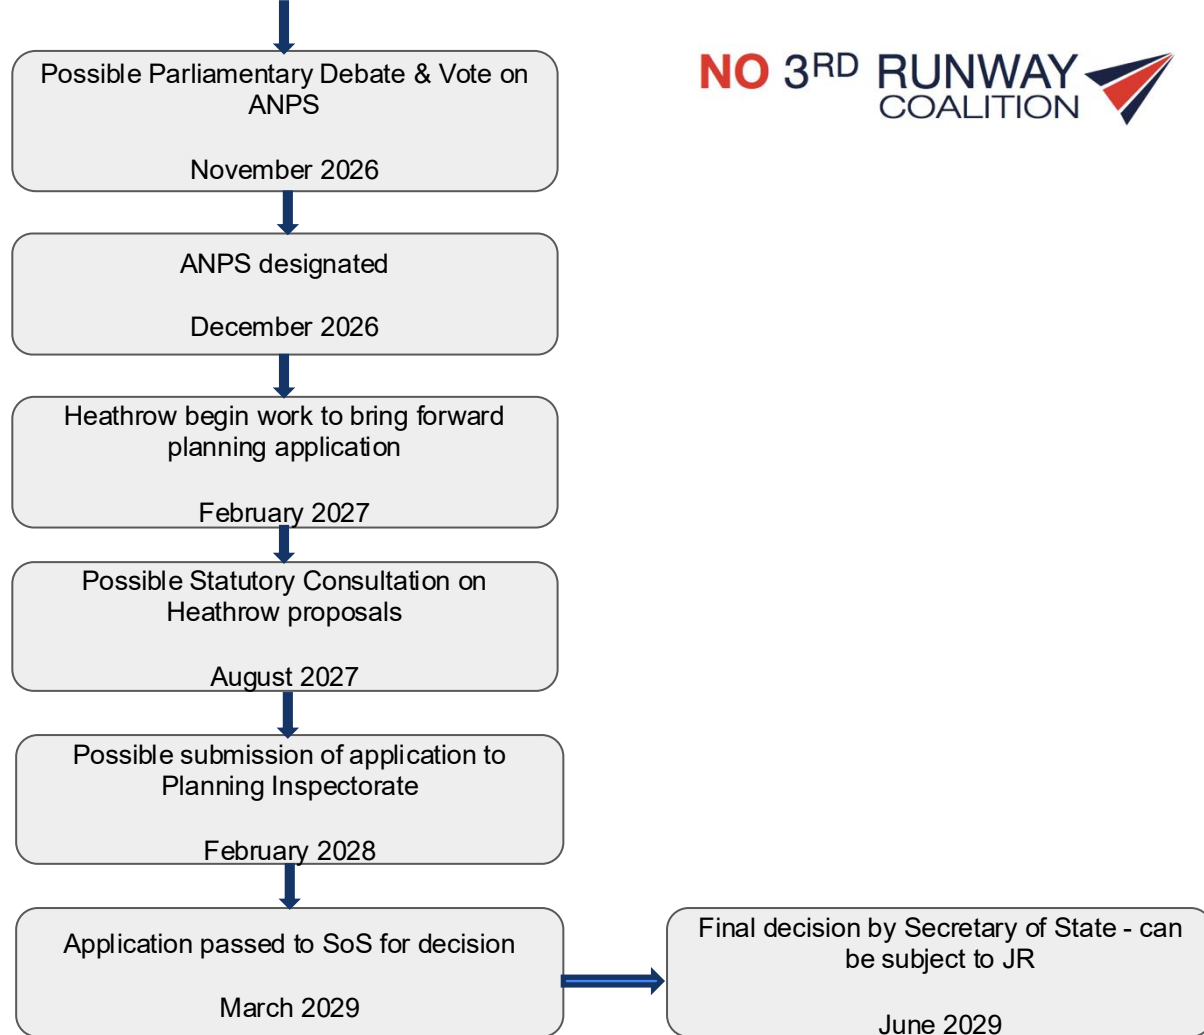 NO 3RD RUNWAY
COALITION
Possible Parliamentary Debate & Vote on
ANPS
November 2026
ANPS designated
December 2026
Heathrow begin work to bring forward
planning application
February 2027
Possible Statutory Consultation on
Heathrow proposals
August 2027
Possible submission of application to
Planning Inspectorate
February 2028
Application passed to SoS for decision
March 2029
Final decision by Secretary of State - can
be subject to JR
June 2029